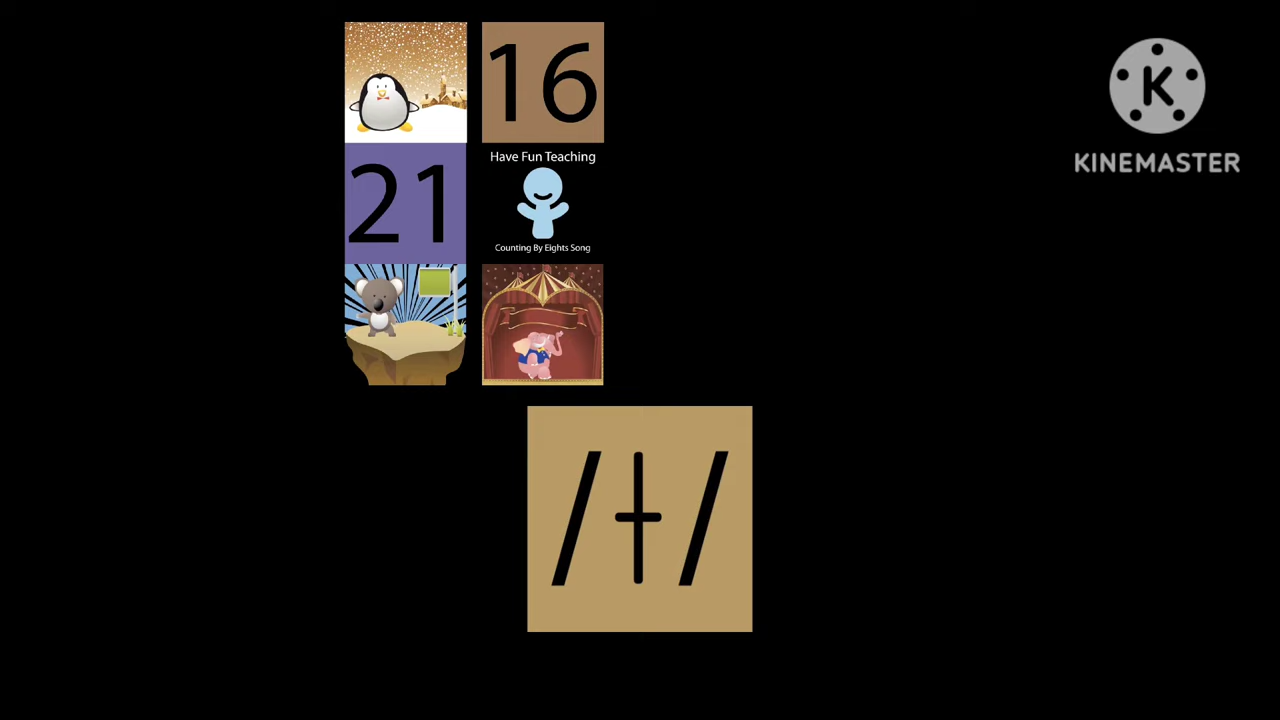 16
K
KINEMASTER
21
Have Fun Teaching
Counting By Eights Song
/t/